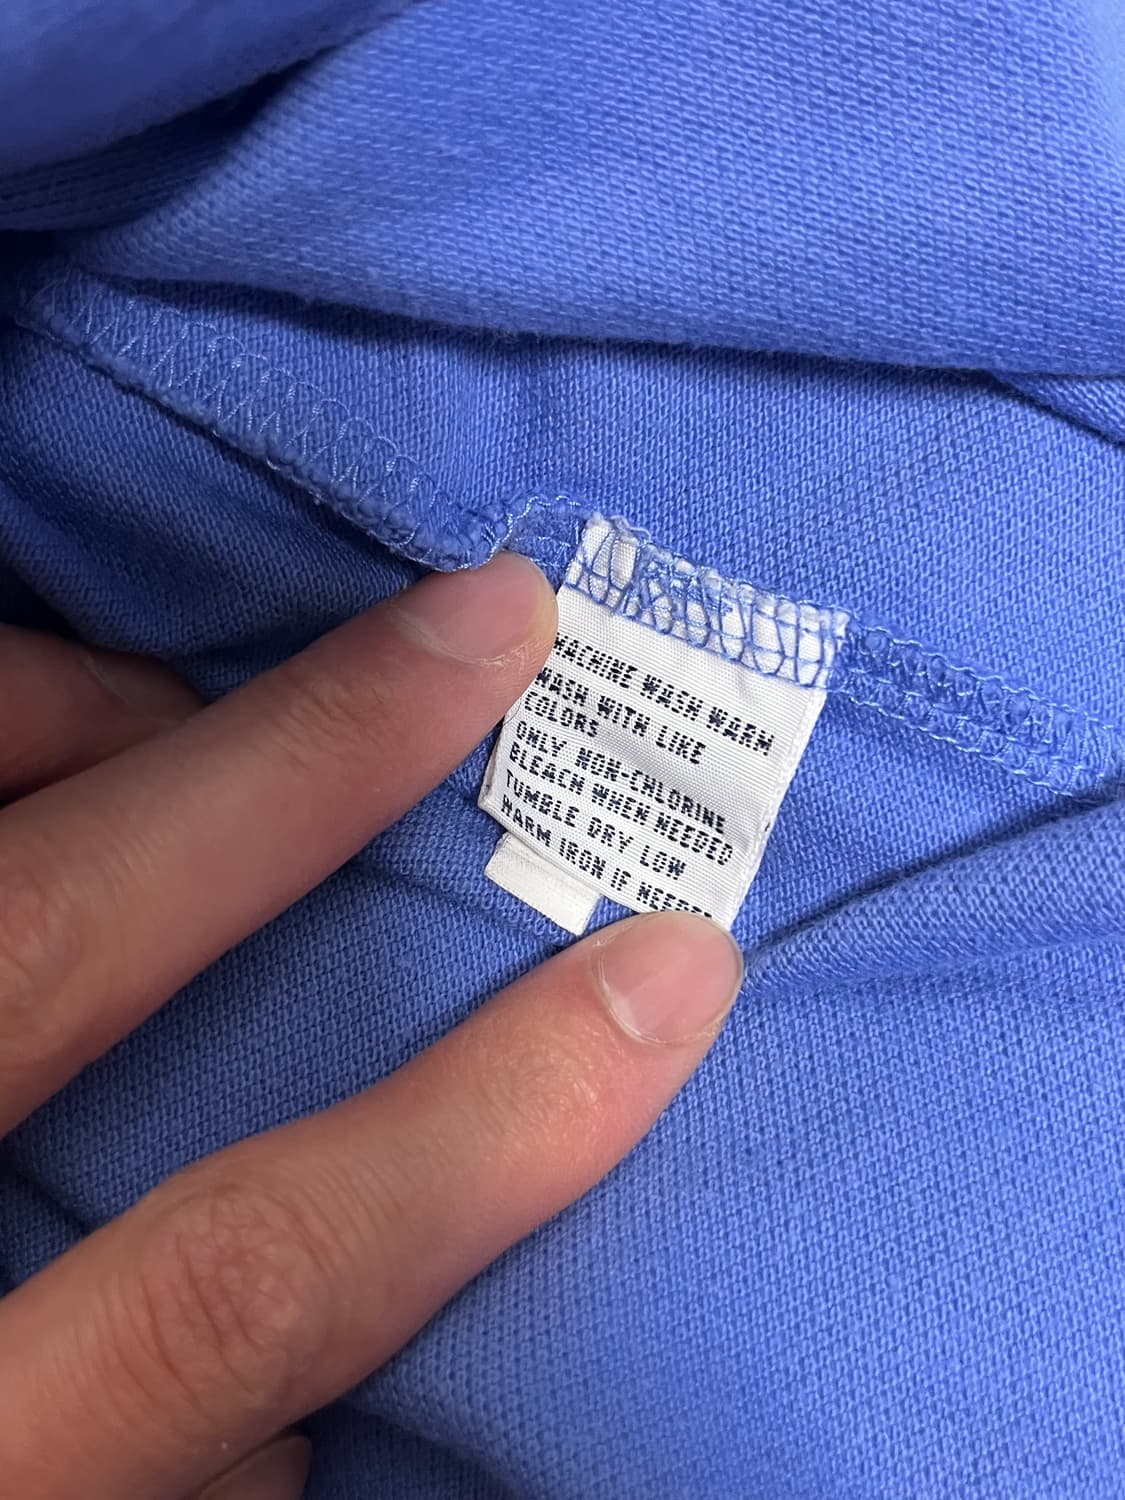 MACHINE WASH WARM
WASH WITH LIKE
COLORS
ONLY NON-CHLORINE
BLEACH WHEN NEEDED
TUMBLE DRY LOW
WARM IRON IF NEEDED